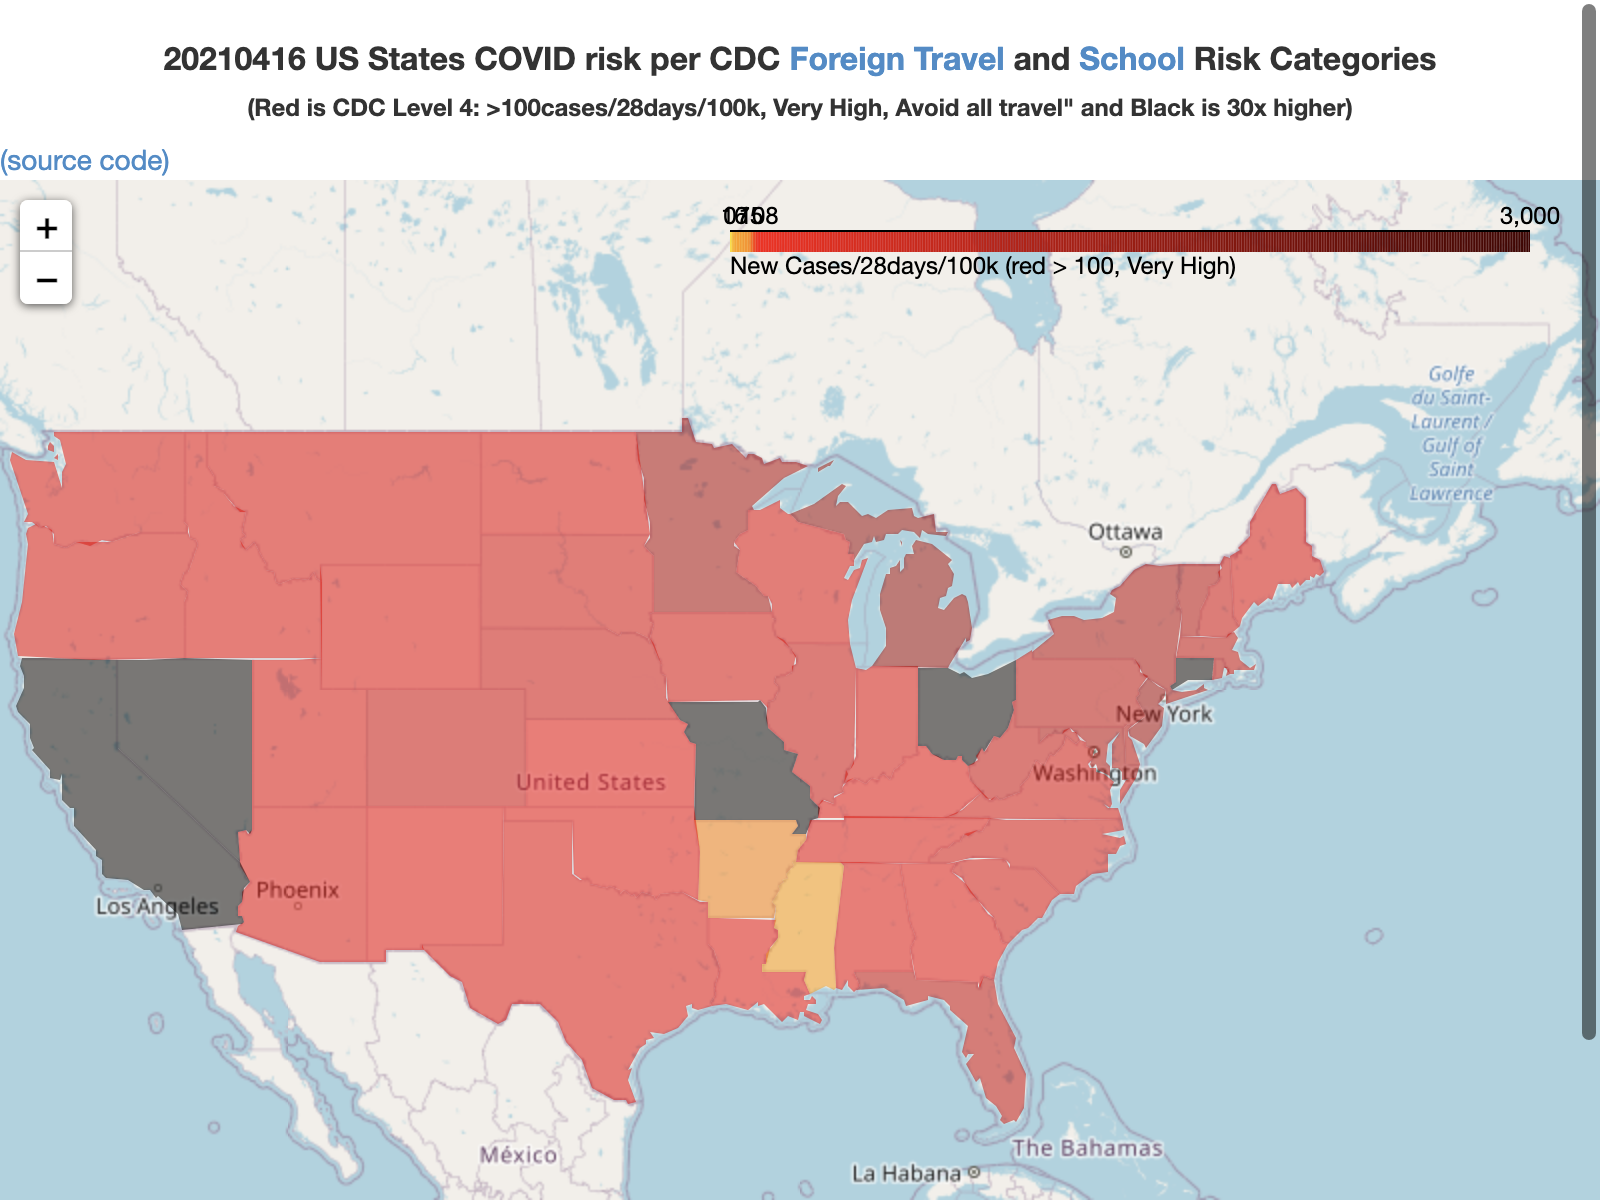 20210416 US States COVID risk per CDC Foreign Travel and School Risk Categories
(Red is CDC Level 4: >100cases/28days/100k, Very High, Avoid all travel" and Black is 30x higher)
(source code)
+
−
3,000
New Cases/28days/100k (red > 100, Very High)
Golfe
du Saint-
Laurent /
Gulf of
Saint
Lawrence
Ottawa
New York
Washington
United States
Phoenix
Los Angeles
The Bahamas
México
La Habana